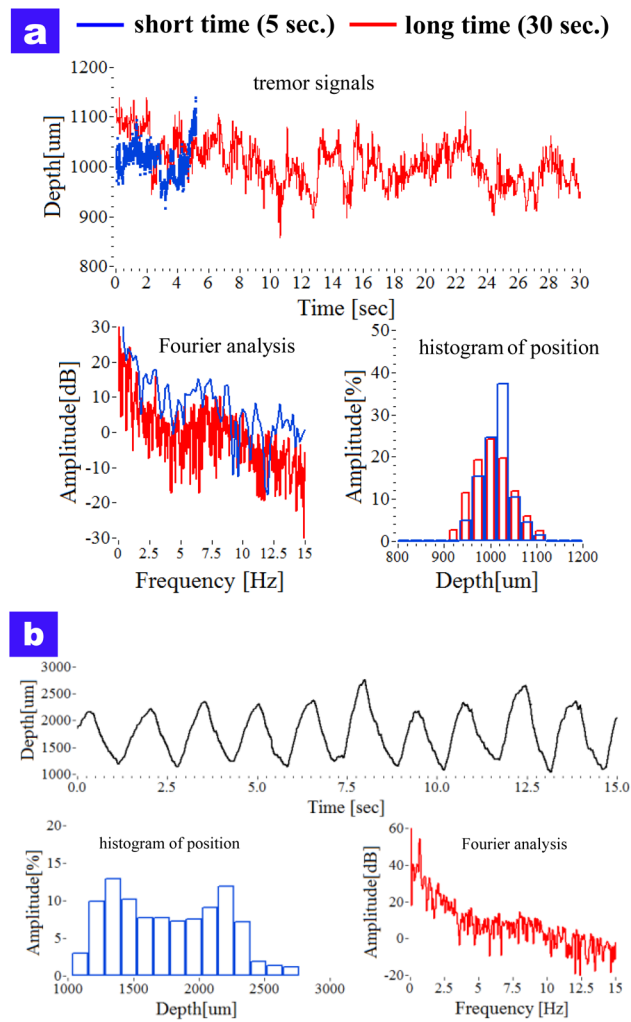 a
short time (5 sec.)
long time (30 sec.)
tremor signals
Depth[um]
1200
1100
1000
900
800
0 2 4 6 8 10 12 14 16 18 20 22 24 26 28 30
Time [sec]
Fourier analysis
Amplitude[dB]
30
20
10
0
-10
-20
-30
0 2.5 5 7.5 10 12.5 15
Frequency [Hz]
histogram of position
Amplitude[%]
50
40
30
20
10
0
800 900 1000 1100 1200
Depth[um]
b
Depth[um]
3000
2500
2000
1500
1000
0.0 2.5 5.0 7.5 10.0 12.5 15.0
Time [sec]
histogram of position
Amplitude[%]
20
15
10
5
0
1000 1500 2000 2500 3000
Depth[um]
Fourier analysis
Amplitude[dB]
60
40
20
0
-20
0 2.5 5 7.5 10 12.5 15
Frequency [Hz]